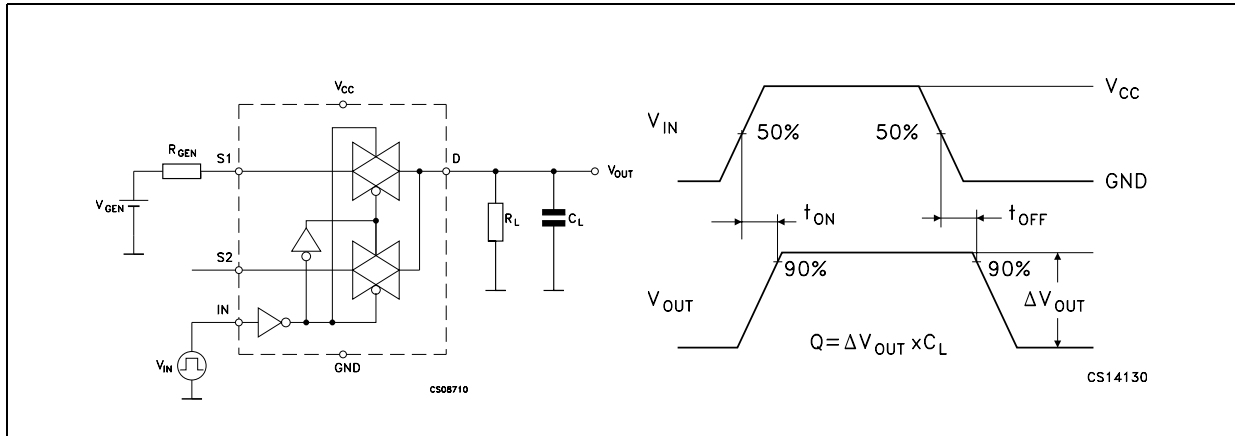 VCC
RGEN
S1
D
VOUT
VGEN
RL
CL
S2
IN
VIN
GND
CS08710
VIN
50%
50%
VCC
GND
tON
tOFF
90%
90%
VOUT
ΔVOUT
Q=ΔVOUT xCL
CS14130